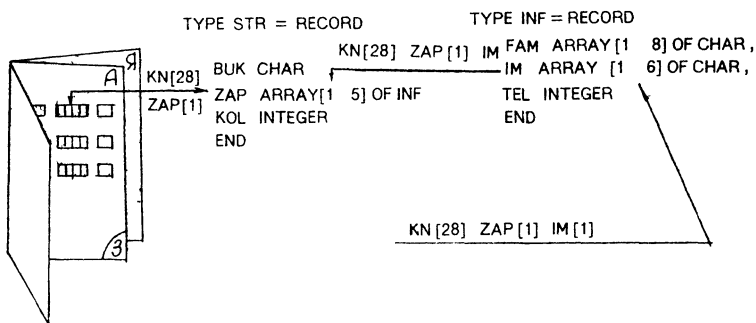 TYPE STR = RECORD
TYPE INF = RECORD
KN[28] ZAP [1] IM
FAM ARRAY[1 8] OF CHAR,
BUK CHAR
IM ARRAY [1 6] OF CHAR,
KN[28]
ZAP[1]
ZAP ARRAY[1 5] OF INF
TEL INTEGER
KOL INTEGER
END
END
Я
А
З
KN[28] ZAP[1] IM[1]